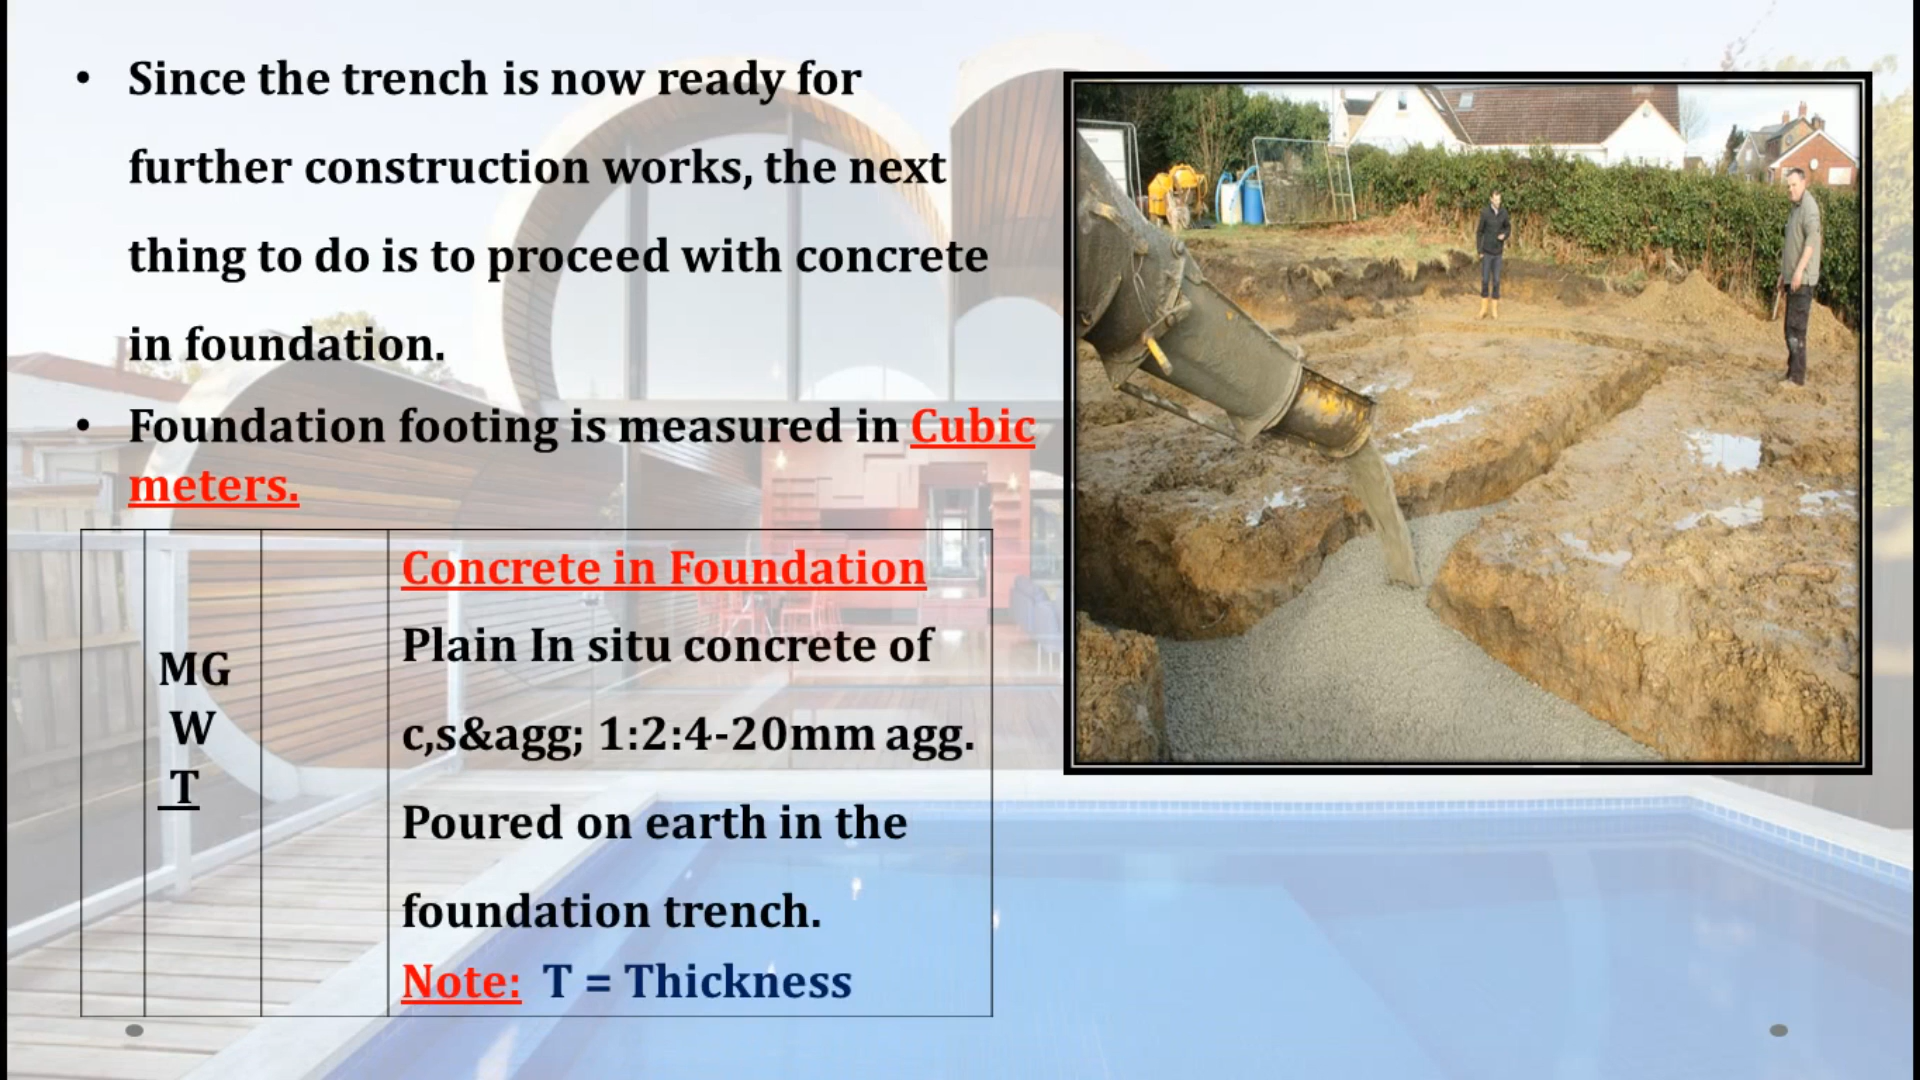 • Since the trench is now ready for
further construction works, the next
thing to do is to proceed with concrete
in foundation.
• Foundation footing is measured in Cubic
meters.
MG
W
T
Concrete in Foundation
Plain In situ concrete of
c,s&agg; 1:2:4-20mm agg.
Poured on earth in the
foundation trench.
Note: T = Thickness